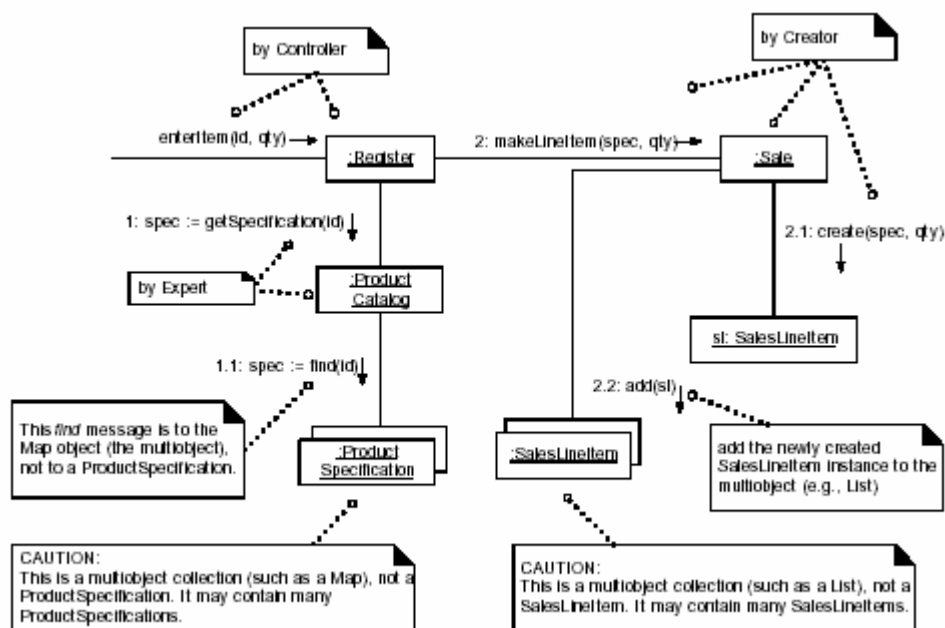 by Controller
by Creator
enterItem(id, qty)
2: makeLineItem(spec, qty)
:Register
:Sale
1: spec := getSpecification(id)
2.1: create(spec, qty)
by Expert
:Product
Catalog
sl: SalesLineItem
1.1: spec := find(id)
2.2: add(sl)
This find message is to the
Map object (the multiobject),
not to a ProductSpecification.
:Product
Specification
:SalesLineItem
add the newly created
SalesLineItem instance to the
multiobject (e.g., List)
CAUTION:
This is a multiobject collection (such as a Map), not a
ProductSpecification. It may contain many
ProductSpecifications.
CAUTION:
This is a multiobject collection (such as a List), not a
SalesLineItem. It may contain many SalesLineItems.